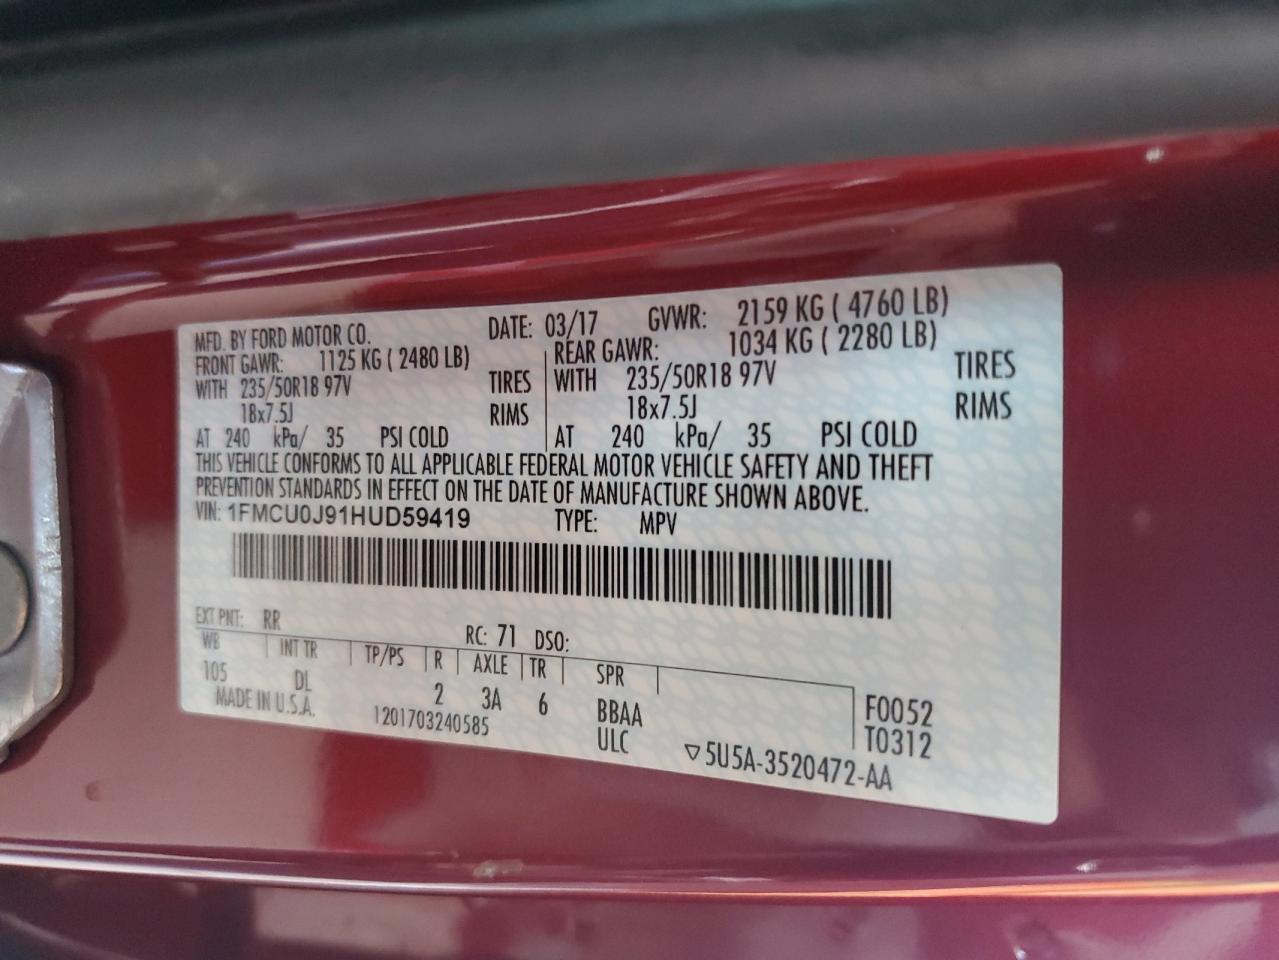 MFD. BY FORD MOTOR CO. DATE: 03/17 GVWR: 2159 KG ( 4760 LB)
FRONT GAWR: 1125 KG ( 2480 LB) REAR GAWR: 1034 KG ( 2280 LB)
WITH 235/50R18 97V TIRES WITH 235/50R18 97V TIRES
18x7.5J RIMS 18x7.5J RIMS
AT 240 kPa/ 35 PSI COLD AT 240 kPa/ 35 PSI COLD
THIS VEHICLE CONFORMS TO ALL APPLICABLE FEDERAL MOTOR VEHICLE SAFETY AND THEFT
PREVENTION STANDARDS IN EFFECT ON THE DATE OF MANUFACTURE SHOWN ABOVE.
VIN: 1FMCU0J91HUD59419 TYPE: MPV
EXT PNT: RR RC: 71 DSO:
WB INT TR TP/PS R AXLE TR SPR
105 DL 2 3A 6 BBAA F0052
MADE IN U.S.A. 1201703240585 ULC T0312
▽5U5A-3520472-AA